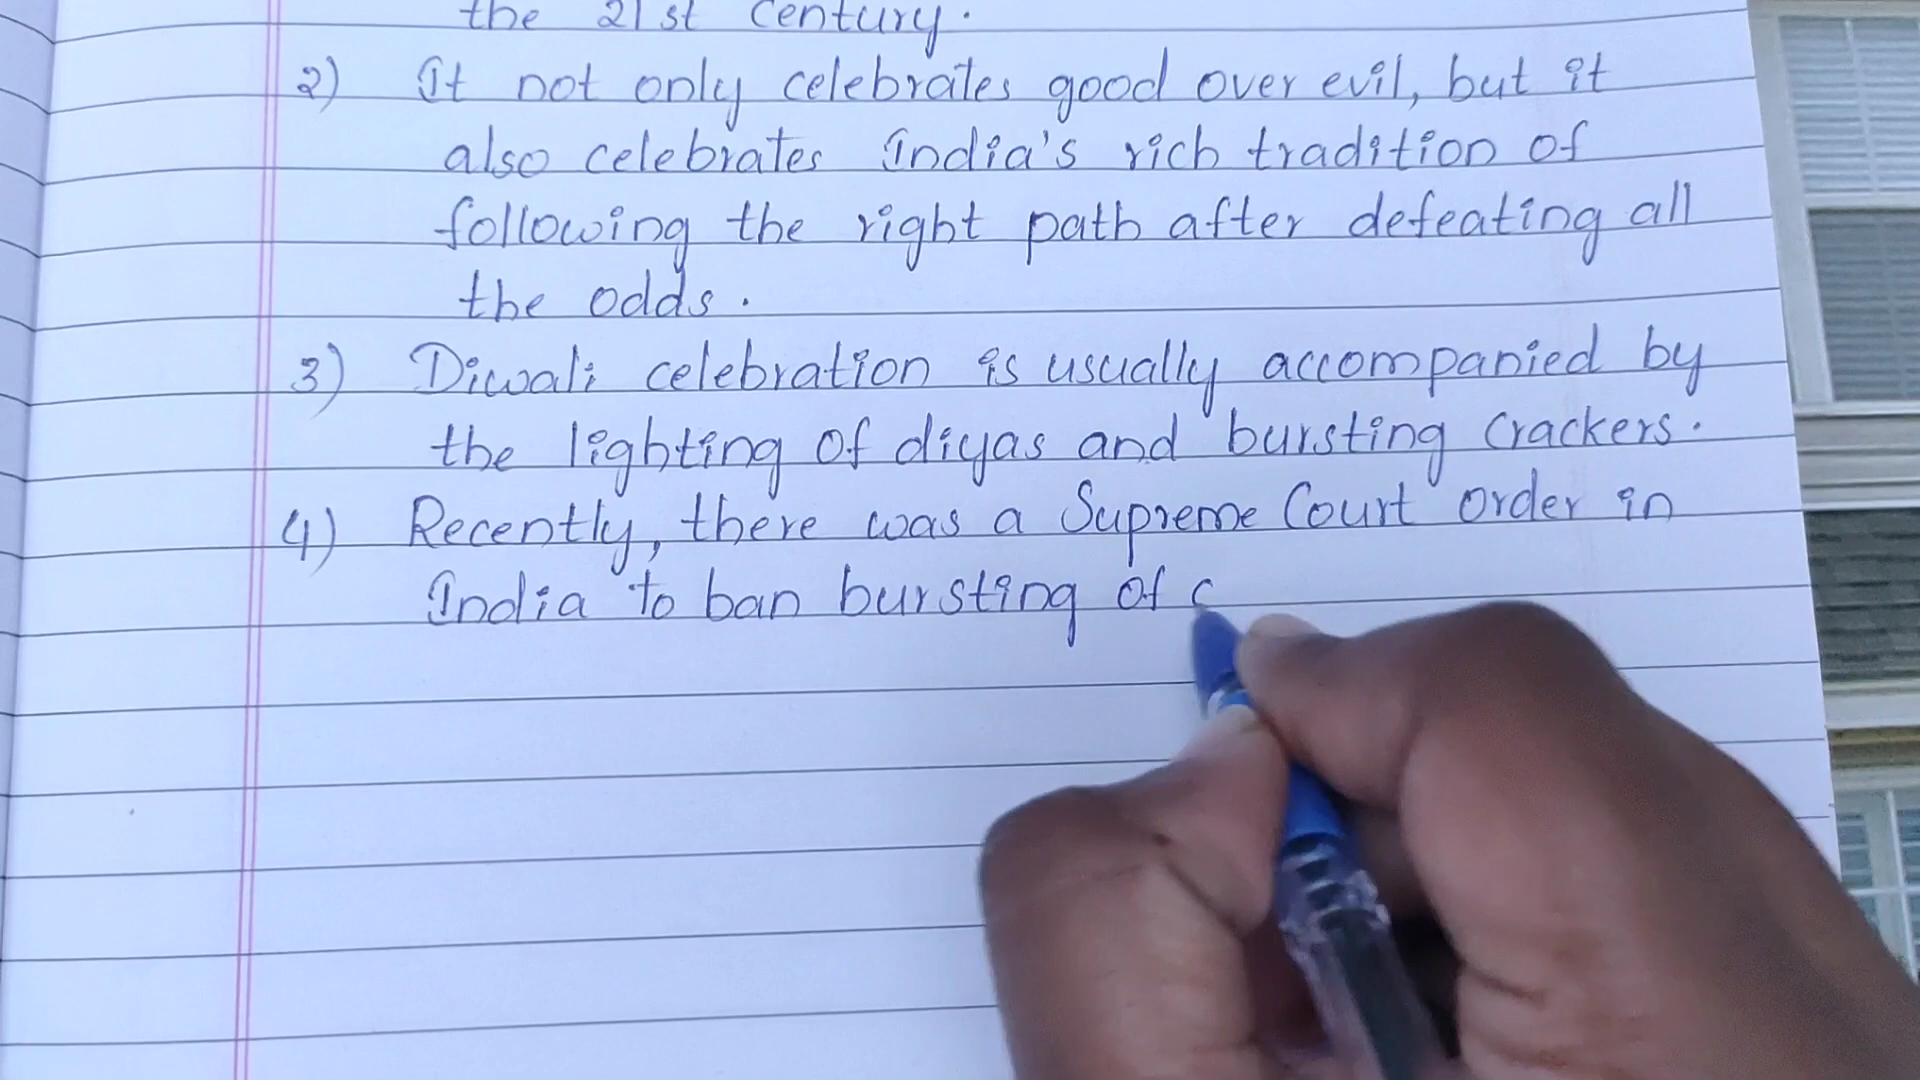 the 21st century.
2) It not only celebrates good over evil, but it
also celebrates India's rich tradition of
following the right path after defeating all
the odds.
3) Diwali celebration is usually accompanied by
the lighting of diyas and bursting crackers.
4) Recently, there was a Supreme Court order in
India to ban bursting of c